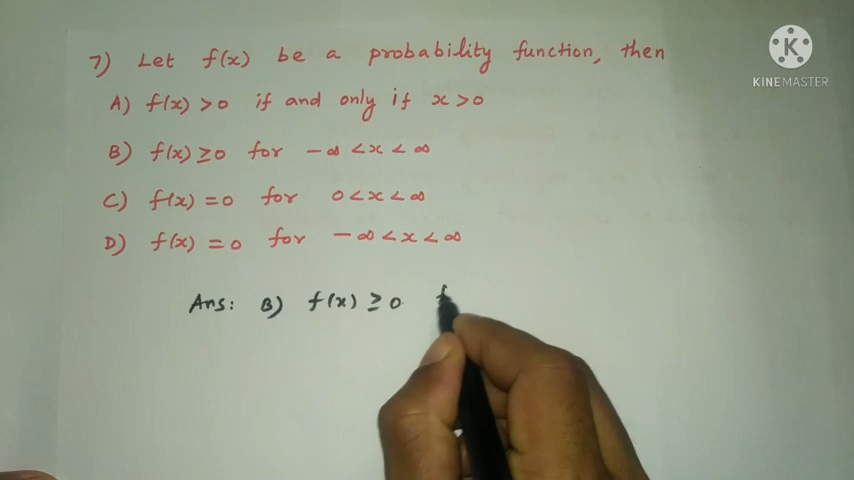 7) Let f(x) be a probability function, then
A) f(x) > 0 if and only if x > 0
B) f(x) ≥ 0 for -∞ < x < ∞
C) f(x) = 0 for 0 < x < ∞
D) f(x) = 0 for -∞ < x < ∞
Ans: B) f(x) ≥ 0. f
K
KINEMASTER